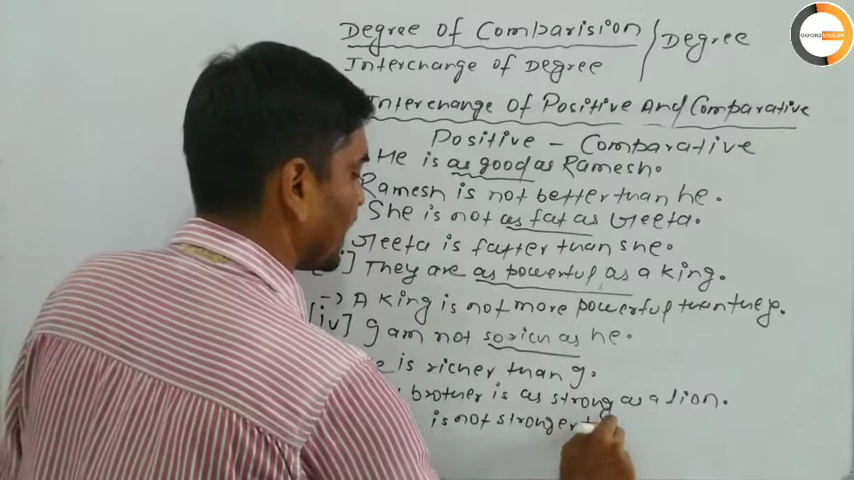 OXFORD ENGLISH
Degree of Comparision / Degree
Interchange of Degree
Interchange Of Positive And Comparative
Positive - Comparative
He is as good as Ramesh.
Ramesh is not better than he.
She is not as fat as Geeta.
Geeta is fatter than she.
] They are as powerful as a king.
-) A king is not more powerful than they.
[iv] I am not so rich as he.
is richer than I.
brother is as strong as a lion.
is not stronger